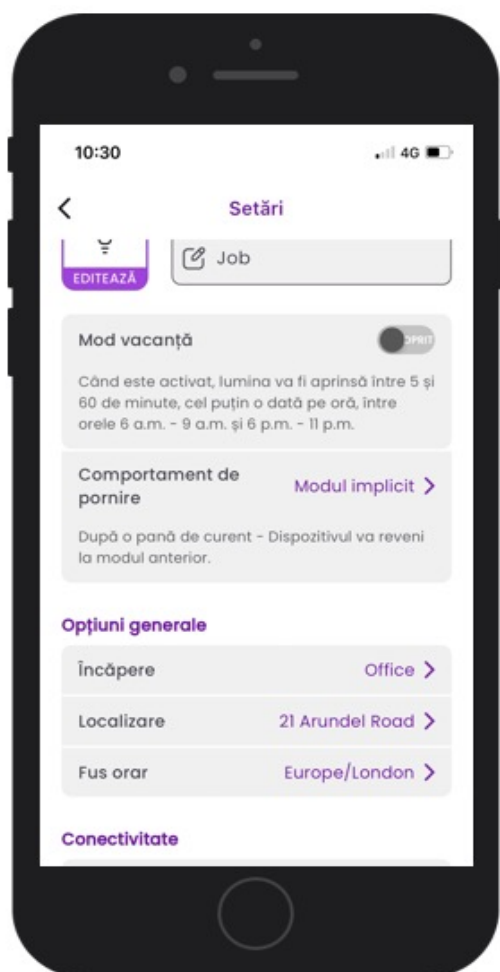 10:30
4G
Setări
EDITEAZĂ
Job
Mod vacanță
OPRIT
Când este activat, lumina va fi aprinsă între 5 și
60 de minute, cel puțin o dată pe oră, între
orele 6 a.m. - 9 a.m. și 6 p.m. - 11 p.m.
Comportament de
pornire
Modul implicit
După o pană de curent - Dispozitivul va reveni
la modul anterior.
Opțiuni generale
Încăpere
Office
Localizare
21 Arundel Road
Fus orar
Europe/London
Conectivitate